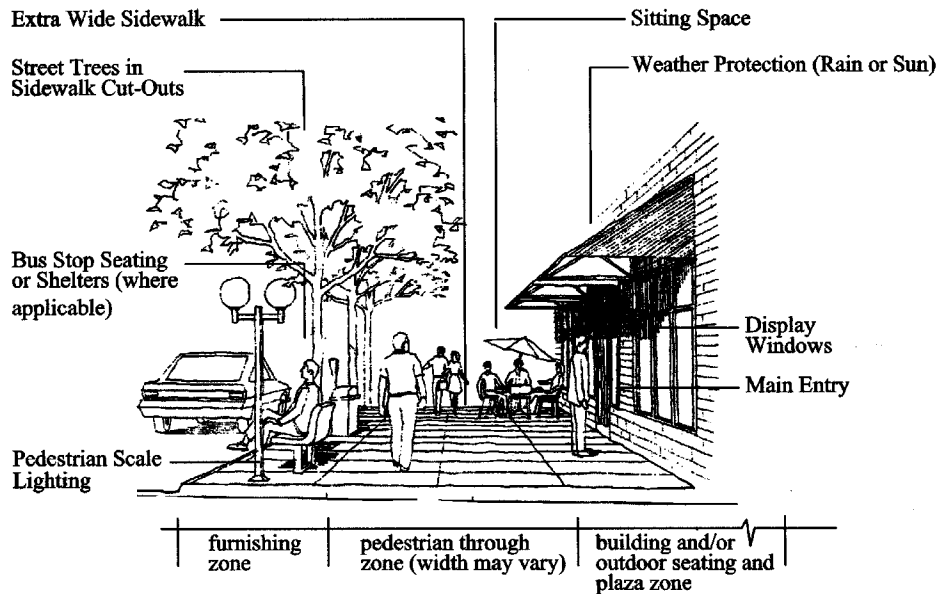 Extra Wide Sidewalk
Sitting Space
Street Trees in
Sidewalk Cut-Outs
Weather Protection (Rain or Sun)
Bus Stop Seating
or Shelters (where
applicable)
Display
Windows
Main Entry
Pedestrian Scale
Lighting
furnishing
zone
pedestrian through
zone (width may vary)
building and/or
outdoor seating and
plaza zone